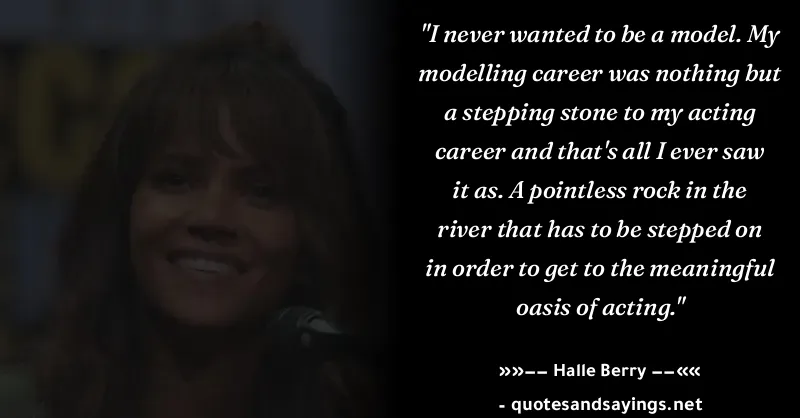 "I never wanted to be a model. My
modelling career was nothing but
a stepping stone to my acting
career and that's all I ever saw
it as. A pointless rock in the
river that has to be stepped on
in order to get to the meaningful
oasis of acting."
»»—— Halle Berry ——««
- quotesandsayings.net